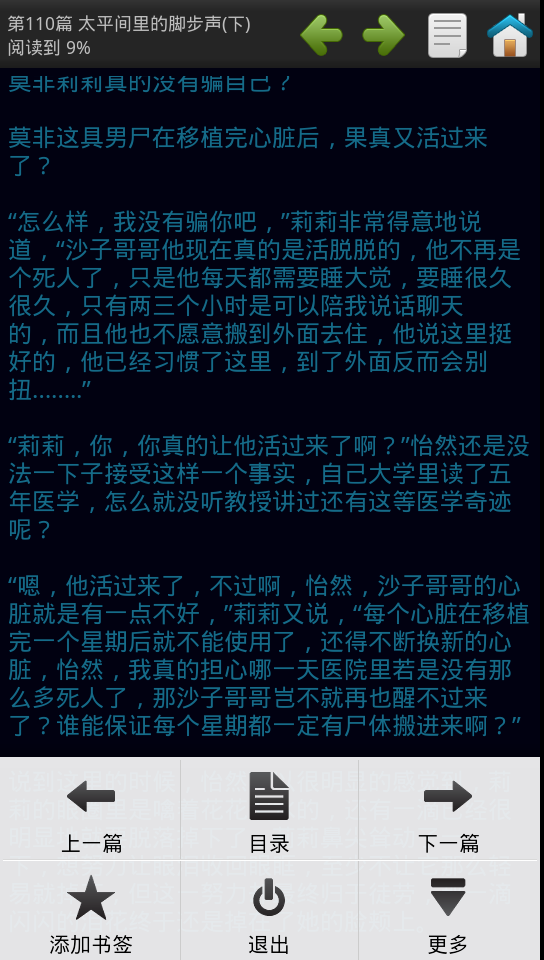 第110篇 太平间里的脚步声(下)
阅读到 9%
莫非莉莉真的没有骗自己？
莫非这具男尸在移植完心脏后，果真又活过来
了？
“怎么样，我没有骗你吧，”莉莉非常得意地说
道，“沙子哥哥他现在真的是活脱脱的，他不再是
个死人了，只是他每天都需要睡大觉，要睡很久
很久，只有两三个小时是可以陪我说话聊天
的，而且他也不愿意搬到外面去住，他说这里挺
好的，他已经习惯了这里，到了外面反而会别
扭........”
“莉莉，你，你真的让他活过来了啊？”怡然还是没
法一下子接受这样一个事实，自己大学里读了五
年医学，怎么就没听教授讲过还有这等医学奇迹
呢？
“嗯，他活过来了，不过啊，怡然，沙子哥哥的心
脏就是有一点不好，”莉莉又说，“每个心脏在移植
完一个星期后就不能使用了，还得不断换新的心
脏，怡然，我真的担心哪一天医院里若是没有那
么多死人了，那沙子哥哥岂不就再也醒不过来
了？谁能保证每个星期都一定有尸体搬进来啊？”
上一篇
目录
下一篇
添加书签
退出
更多